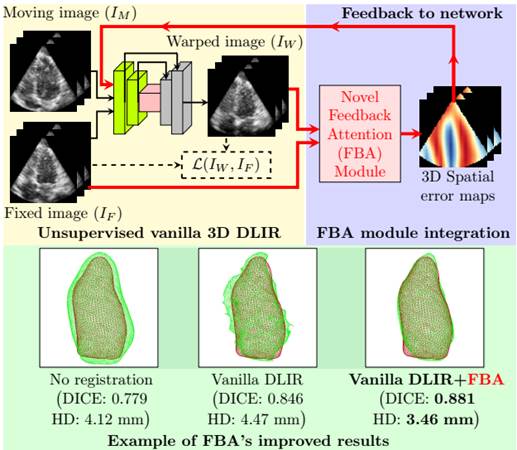 Moving image (I_M)
Feedback to network
Warped image (I_W)
Novel
Feedback
Attention
(FBA)
Module
L(I_W, I_F)
3D Spatial
error maps
Fixed image (I_F)
Unsupervised vanilla 3D DLIR
FBA module integration
No registration
(DICE: 0.779
HD: 4.12 mm)
Vanilla DLIR
(DICE: 0.846
HD: 4.47 mm)
Vanilla DLIR+FBA
(DICE: 0.881
HD: 3.46 mm)
Example of FBA's improved results